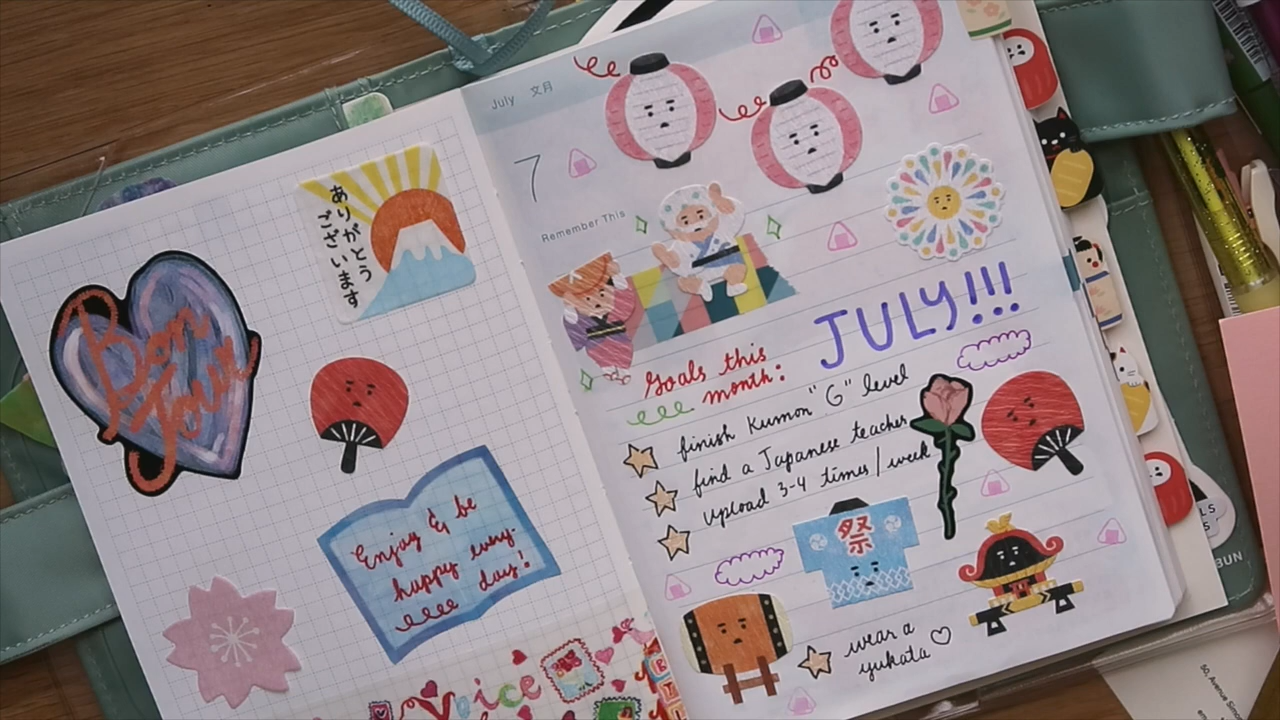 ありがとう
ございます
Bon
Jour
Enjoy & be
happy every-
day!
Voice
July 文月
7
Remember This
JULY!!!
Goals this
month:
finish Kumon "G" level
find a Japanese teacher
upload 3-4 times/week
祭
wear a
yukata ♡
BUN
50, Avenue